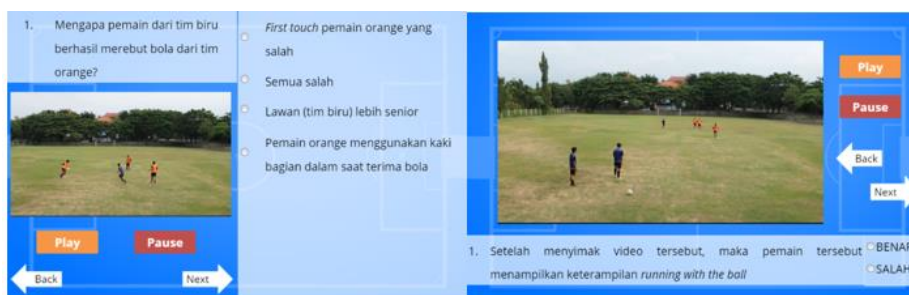 1. Mengapa pemain dari tim biru
berhasil merebut bola dari tim
orange?
Play
Pause
Back
Next
First touch pemain orange yang
salah
Semua salah
Lawan (tim biru) lebih senior
Pemain orange menggunakan kaki
bagian dalam saat terima bola
Play
Pause
Back
Next
1. Setelah menyimak video tersebut, maka pemain tersebut
menampilkan keterampilan running with the ball
BENAR
SALAH